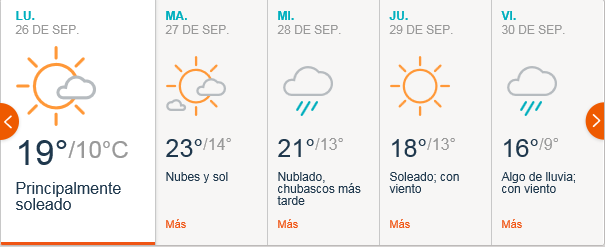 LU.
26 DE SEP.
19°/10°C
Principalmente
soleado
MA.
27 DE SEP.
23°/14°
Nubes y sol
Más
MI.
28 DE SEP.
21°/13°
Nublado,
chubascos más
tarde
Más
JU.
29 DE SEP.
18°/13°
Soleado; con
viento
Más
VI.
30 DE SEP.
16°/9°
Algo de lluvia;
con viento
Más